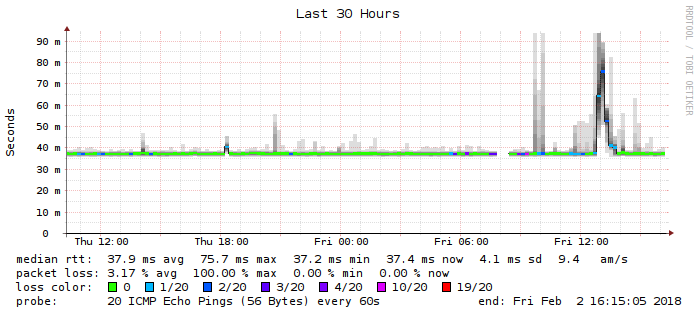 Last 30 Hours
RRDTOOL / TOBI OETIKER
Seconds
90 m
80 m
70 m
60 m
50 m
40 m
30 m
20 m
10 m
0
Thu 12:00 Thu 18:00 Fri 00:00 Fri 06:00 Fri 12:00
median rtt: 37.9 ms avg 75.7 ms max 37.2 ms min 37.4 ms now 4.1 ms sd 9.4 am/s
packet loss: 3.17 % avg 100.00 % max 0.00 % min 0.00 % now
loss color: 0 1/20 2/20 3/20 4/20 10/20 19/20
probe: 20 ICMP Echo Pings (56 Bytes) every 60s end: Fri Feb 2 16:15:05 2018